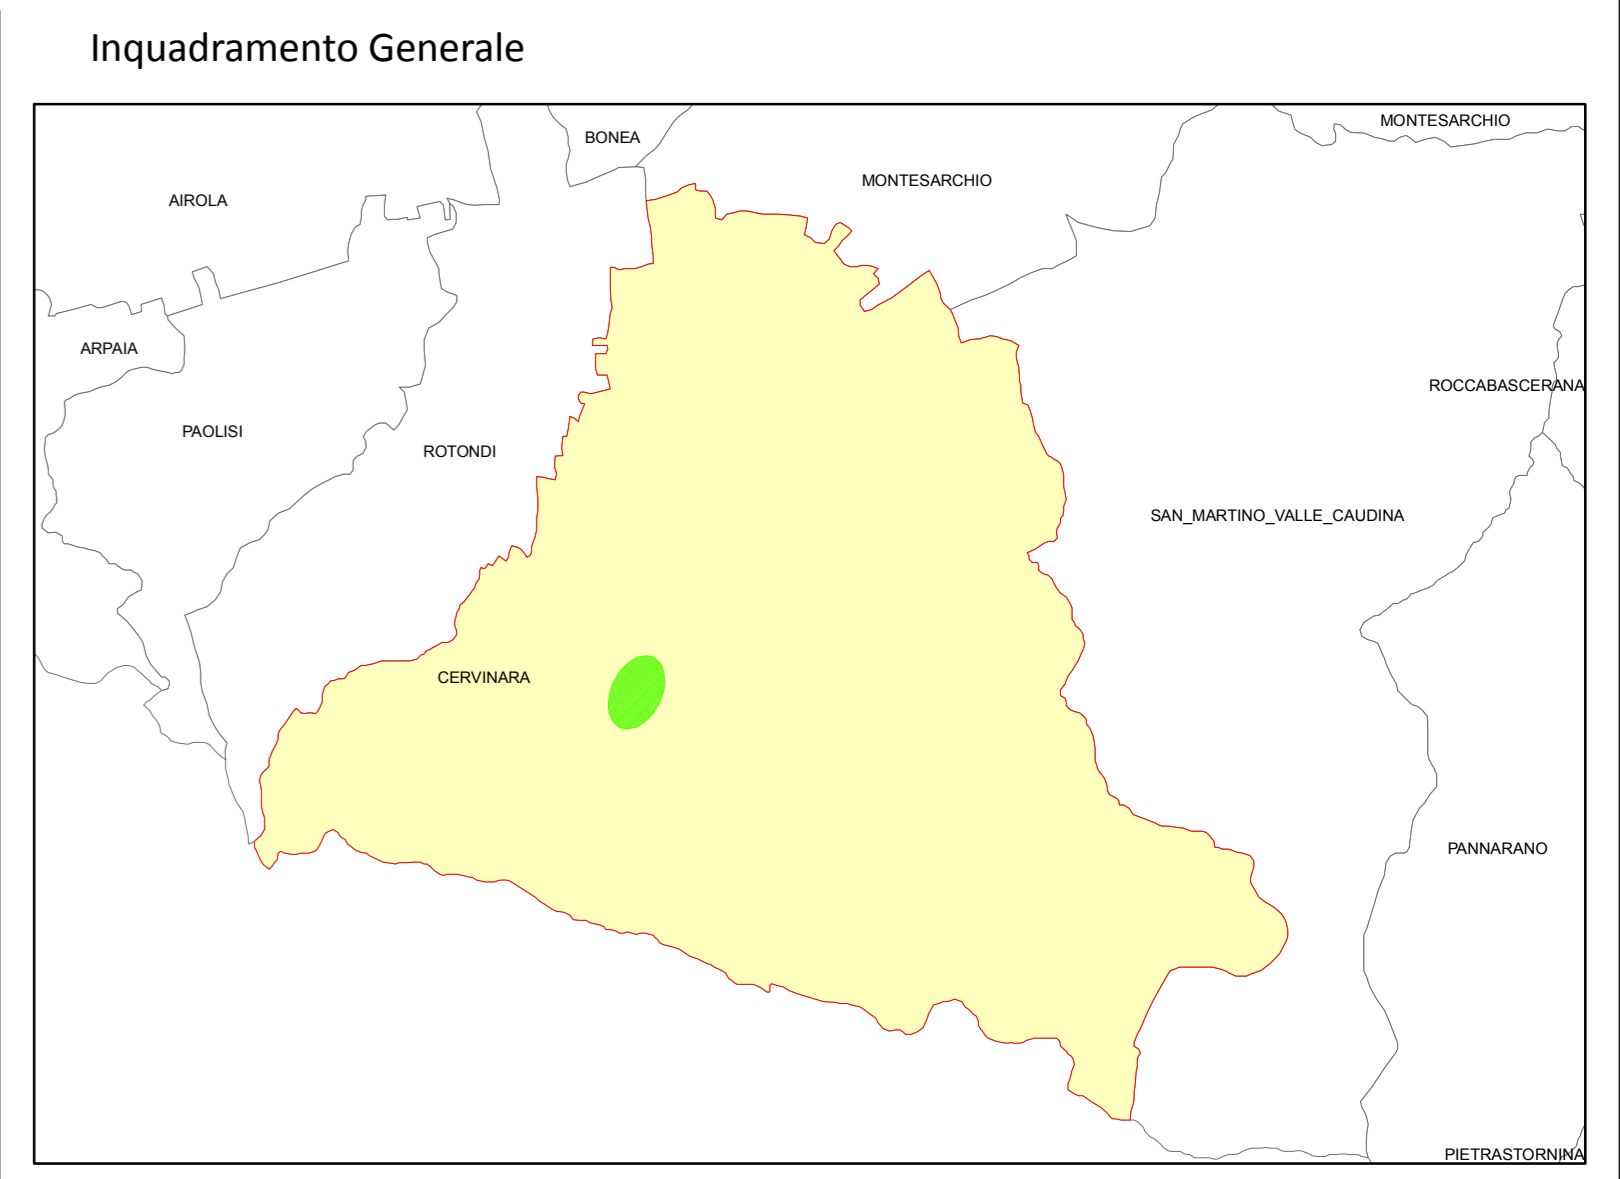 Inquadramento Generale
MONTESARCHIO
BONEA
MONTESARCHIO
AIROLA
ARPAIA
ROCCABASCERANA
PAOLISI
ROTONDI
SAN_MARTINO_VALLE_CAUDINA
CERVINARA
PANNARANO
PIETRASTORNINA